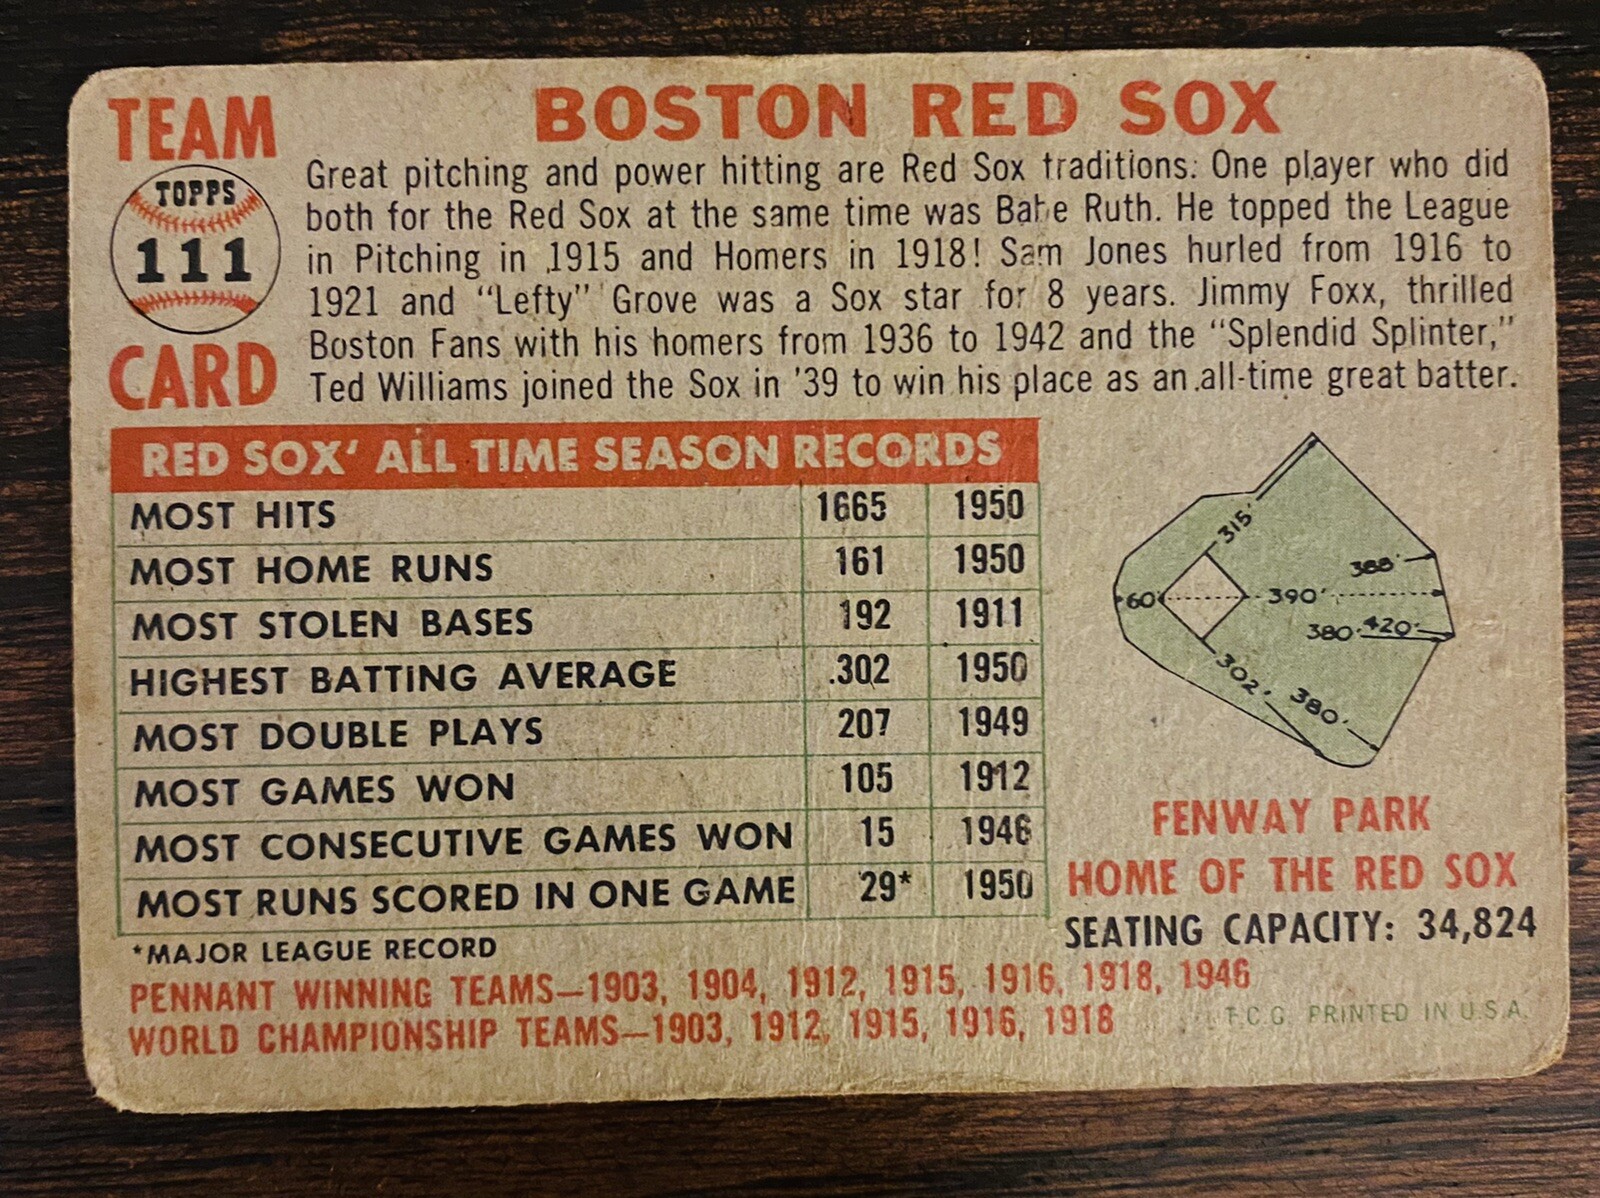 TEAM
TOPPS
111
CARD
BOSTON RED SOX
Great pitching and power hitting are Red Sox traditions. One player who did
both for the Red Sox at the same time was Babe Ruth. He topped the League
in Pitching in 1915 and Homers in 1918! Sam Jones hurled from 1916 to
1921 and "Lefty" Grove was a Sox star for 8 years. Jimmy Foxx, thrilled
Boston Fans with his homers from 1936 to 1942 and the "Splendid Splinter,"
Ted Williams joined the Sox in '39 to win his place as an all-time great batter.
RED SOX' ALL TIME SEASON RECORDS
MOST HITS 1665 1950
MOST HOME RUNS 161 1950
MOST STOLEN BASES 192 1911
HIGHEST BATTING AVERAGE .302 1950
MOST DOUBLE PLAYS 207 1949
MOST GAMES WON 105 1912
MOST CONSECUTIVE GAMES WON 15 1946
MOST RUNS SCORED IN ONE GAME 29* 1950
*MAJOR LEAGUE RECORD
315'
388'
60'
390'
380'
420'
302'
380'
FENWAY PARK
HOME OF THE RED SOX
SEATING CAPACITY: 34,824
PENNANT WINNING TEAMS—1903, 1904, 1912, 1915, 1916, 1918, 1946
WORLD CHAMPIONSHIP TEAMS—1903, 1912, 1915, 1916, 1918
T.C.G. PRINTED IN U.S.A.